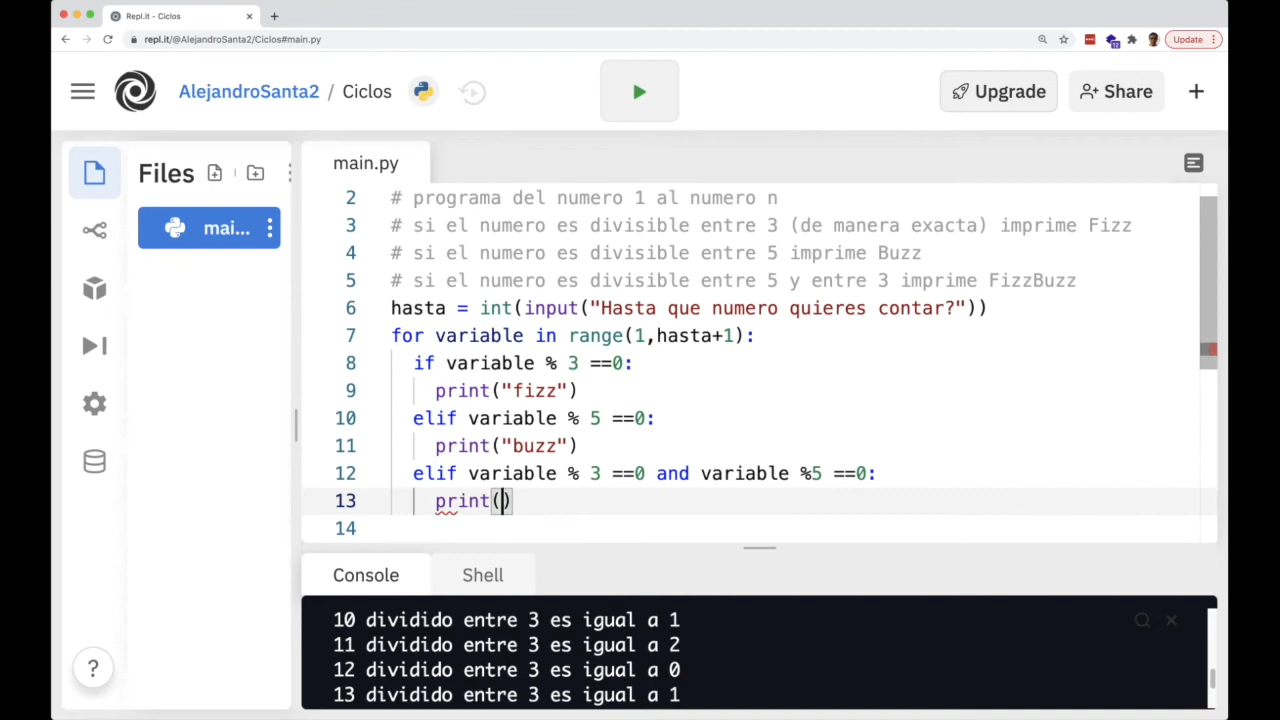 Repl.it - Ciclos
repl.it/@AlejandroSanta2/Ciclos#main.py
Update
AlejandroSanta2 / Ciclos
Upgrade
Share
Files
mai...
main.py
2 # programa del numero 1 al numero n
3 # si el numero es divisible entre 3 (de manera exacta) imprime Fizz
4 # si el numero es divisible entre 5 imprime Buzz
5 # si el numero es divisible entre 5 y entre 3 imprime FizzBuzz
6 hasta = int(input("Hasta que numero quieres contar?"))
7 for variable in range(1,hasta+1):
8 if variable % 3 ==0:
9 print("fizz")
10 elif variable % 5 ==0:
11 print("buzz")
12 elif variable % 3 ==0 and variable %5 ==0:
13 print()
14
Console
Shell
10 dividido entre 3 es igual a 1
11 dividido entre 3 es igual a 2
12 dividido entre 3 es igual a 0
13 dividido entre 3 es igual a 1
?